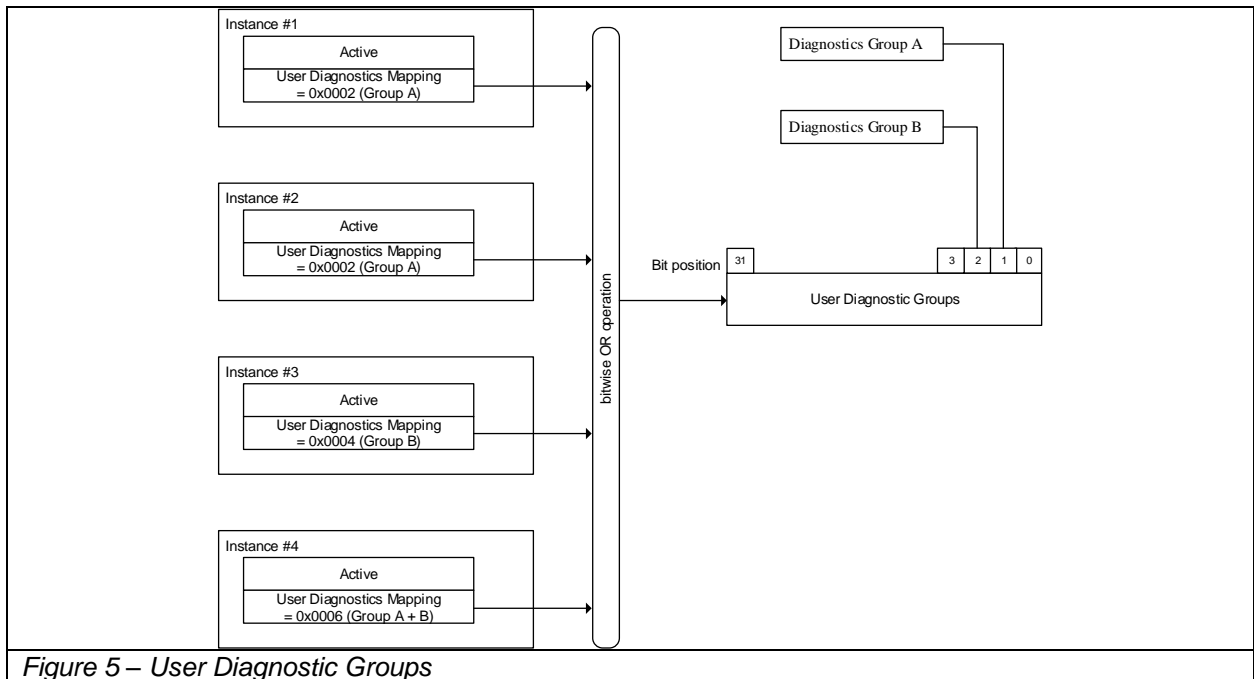 Instance #1
Active
User Diagnostics Mapping
= 0x0002 (Group A)
Instance #2
Active
User Diagnostics Mapping
= 0x0002 (Group A)
Instance #3
Active
User Diagnostics Mapping
= 0x0004 (Group B)
Instance #4
Active
User Diagnostics Mapping
= 0x0006 (Group A + B)
bitwise OR operation
Diagnostics Group A
Diagnostics Group B
Bit position 31 3 2 1 0
User Diagnostic Groups
Figure 5 – User Diagnostic Groups